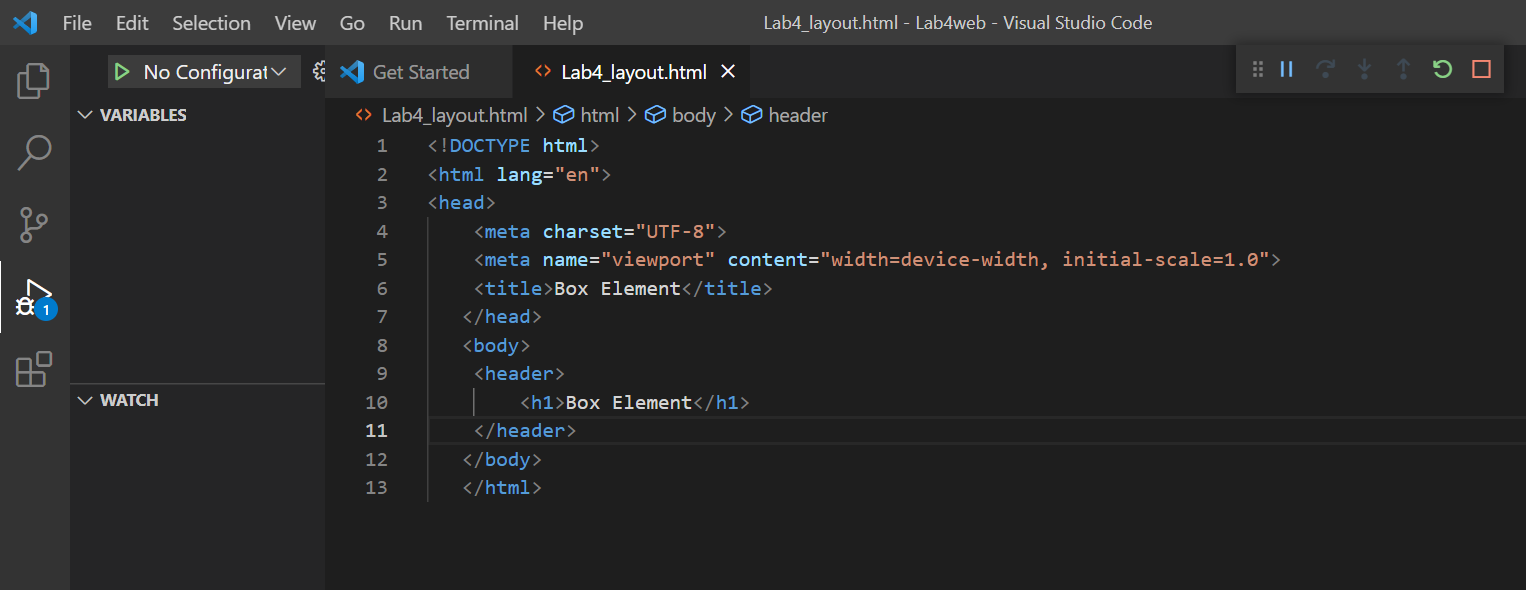 File Edit Selection View Go Run Terminal Help Lab4_layout.html - Lab4web - Visual Studio Code
No Configurat Get Started Lab4_layout.html
VARIABLES
Lab4_layout.html > html > body > header
1 <!DOCTYPE html>
2 <html lang="en">
3 <head>
4 <meta charset="UTF-8">
5 <meta name="viewport" content="width=device-width, initial-scale=1.0">
6 <title>Box Element</title>
7 </head>
8 <body>
9 <header>
10 <h1>Box Element</h1>
11 </header>
12 </body>
13 </html>
1
WATCH